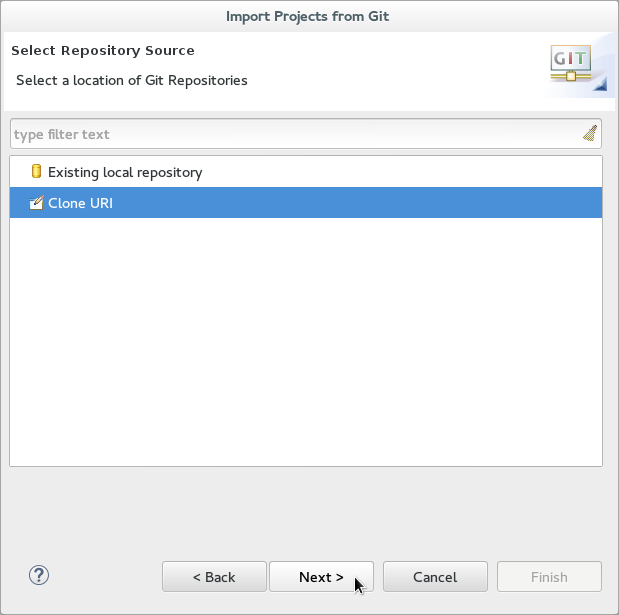 Import Projects from Git
Select Repository Source
Select a location of Git Repositories
GIT
type filter text
Existing local repository
Clone URI
?
< Back
Next >
Cancel
Finish